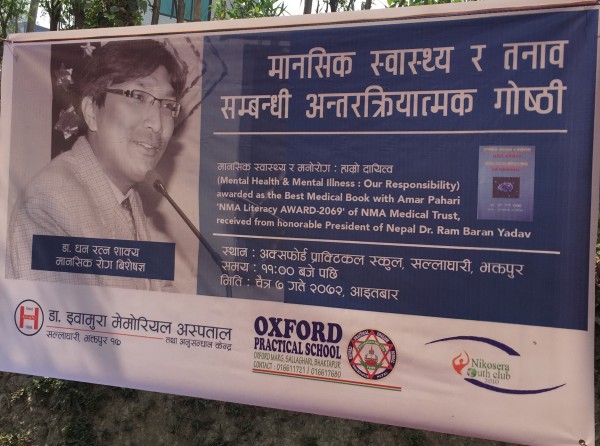 मानसिक स्वास्थ्य र तनाव
सम्बन्धी अन्तरक्रियात्मक गोष्ठी
मानसिक स्वास्थ्य र मनोरोग : हाम्रो दायित्व
(Mental Health & Mental Illness : Our Responsibility)
awarded as the Best Medical Book with Amar Pahari
'NMA Literacy AWARD-2069' of NMA Medical Trust,
received from honorable President of Nepal Dr. Ram Baran Yadav
स्थान : अक्सफोर्ड प्राक्टिकल स्कुल, सल्लाघारी, भक्तपुर
समय : ११:०० बजे पछि
मिति : चैत्र ७ गते २०७२, आइतबार
डा. धन रत्न शाक्य
मानसिक रोग बिशेषज्ञ
H
डा. इवामुरा मेमोरियल अस्पताल
तथा अनुसन्धान केन्द्र
सल्लाघारी, भक्तपुर १७
OXFORD
PRACTICAL SCHOOL
OXFORD MARG, SALLAGHARI, BHAKTAPUR
CONTACT : 016611721 / 016617680
Nikosera
outh club